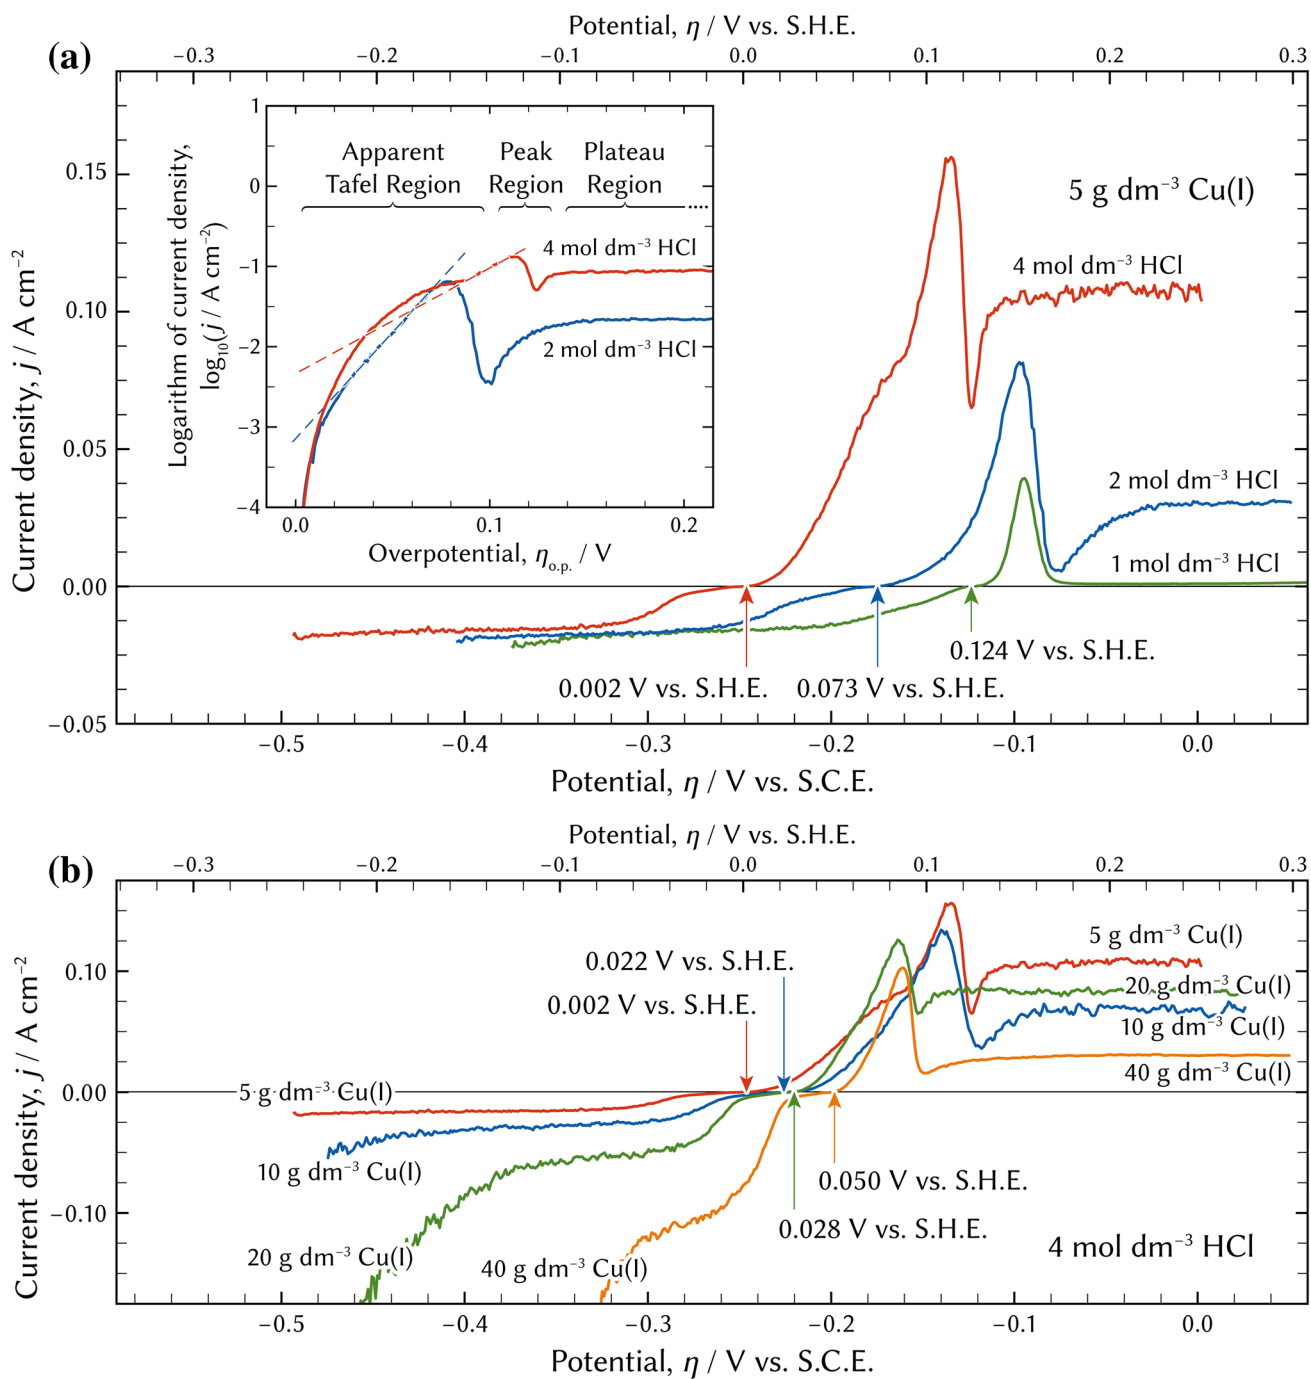 (a)
Potential, η / V vs. S.H.E.
−0.3 −0.2 −0.1 0.0 0.1 0.2 0.3
Current density, j / A cm⁻²
0.15
0.10
0.05
0.00
−0.05
5 g dm⁻³ Cu(I)
4 mol dm⁻³ HCl
2 mol dm⁻³ HCl
1 mol dm⁻³ HCl
0.124 V vs. S.H.E.
0.002 V vs. S.H.E.
0.073 V vs. S.H.E.
Logarithm of current density,
log₁₀(j / A cm⁻²)
1
0
−1
−2
−3
−4
Apparent
Tafel Region
Peak
Region
Plateau
Region
4 mol dm⁻³ HCl
2 mol dm⁻³ HCl
0.0 0.1 0.2
Overpotential, ηo.p. / V
−0.5 −0.4 −0.3 −0.2 −0.1 0.0
Potential, η / V vs. S.C.E.
(b)
Potential, η / V vs. S.H.E.
−0.3 −0.2 −0.1 0.0 0.1 0.2 0.3
Current density, j / A cm⁻²
0.10
0.00
−0.10
0.022 V vs. S.H.E.
0.002 V vs. S.H.E.
5 g dm⁻³ Cu(I)
20 g dm⁻³ Cu(I)
10 g dm⁻³ Cu(I)
40 g dm⁻³ Cu(I)
5 g dm⁻³ Cu(I)
10 g dm⁻³ Cu(I)
20 g dm⁻³ Cu(I)
40 g dm⁻³ Cu(I)
0.050 V vs. S.H.E.
0.028 V vs. S.H.E.
4 mol dm⁻³ HCl
−0.5 −0.4 −0.3 −0.2 −0.1 0.0
Potential, η / V vs. S.C.E.